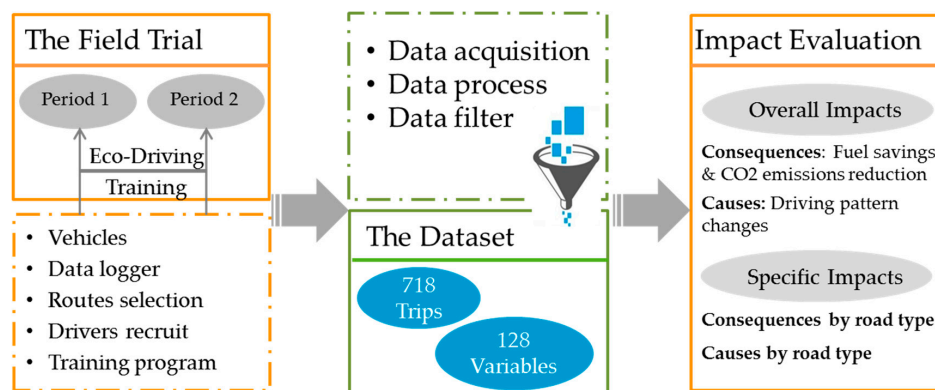 The Field Trial
Period 1
Period 2
Eco-Driving
Training
• Vehicles
• Data logger
• Routes selection
• Drivers recruit
• Training program
• Data acquisition
• Data process
• Data filter
The Dataset
718
Trips
128
Variables
Impact Evaluation
Overall Impacts
Consequences: Fuel savings
& CO2 emissions reduction
Causes: Driving pattern
changes
Specific Impacts
Consequences by road type
Causes by road type